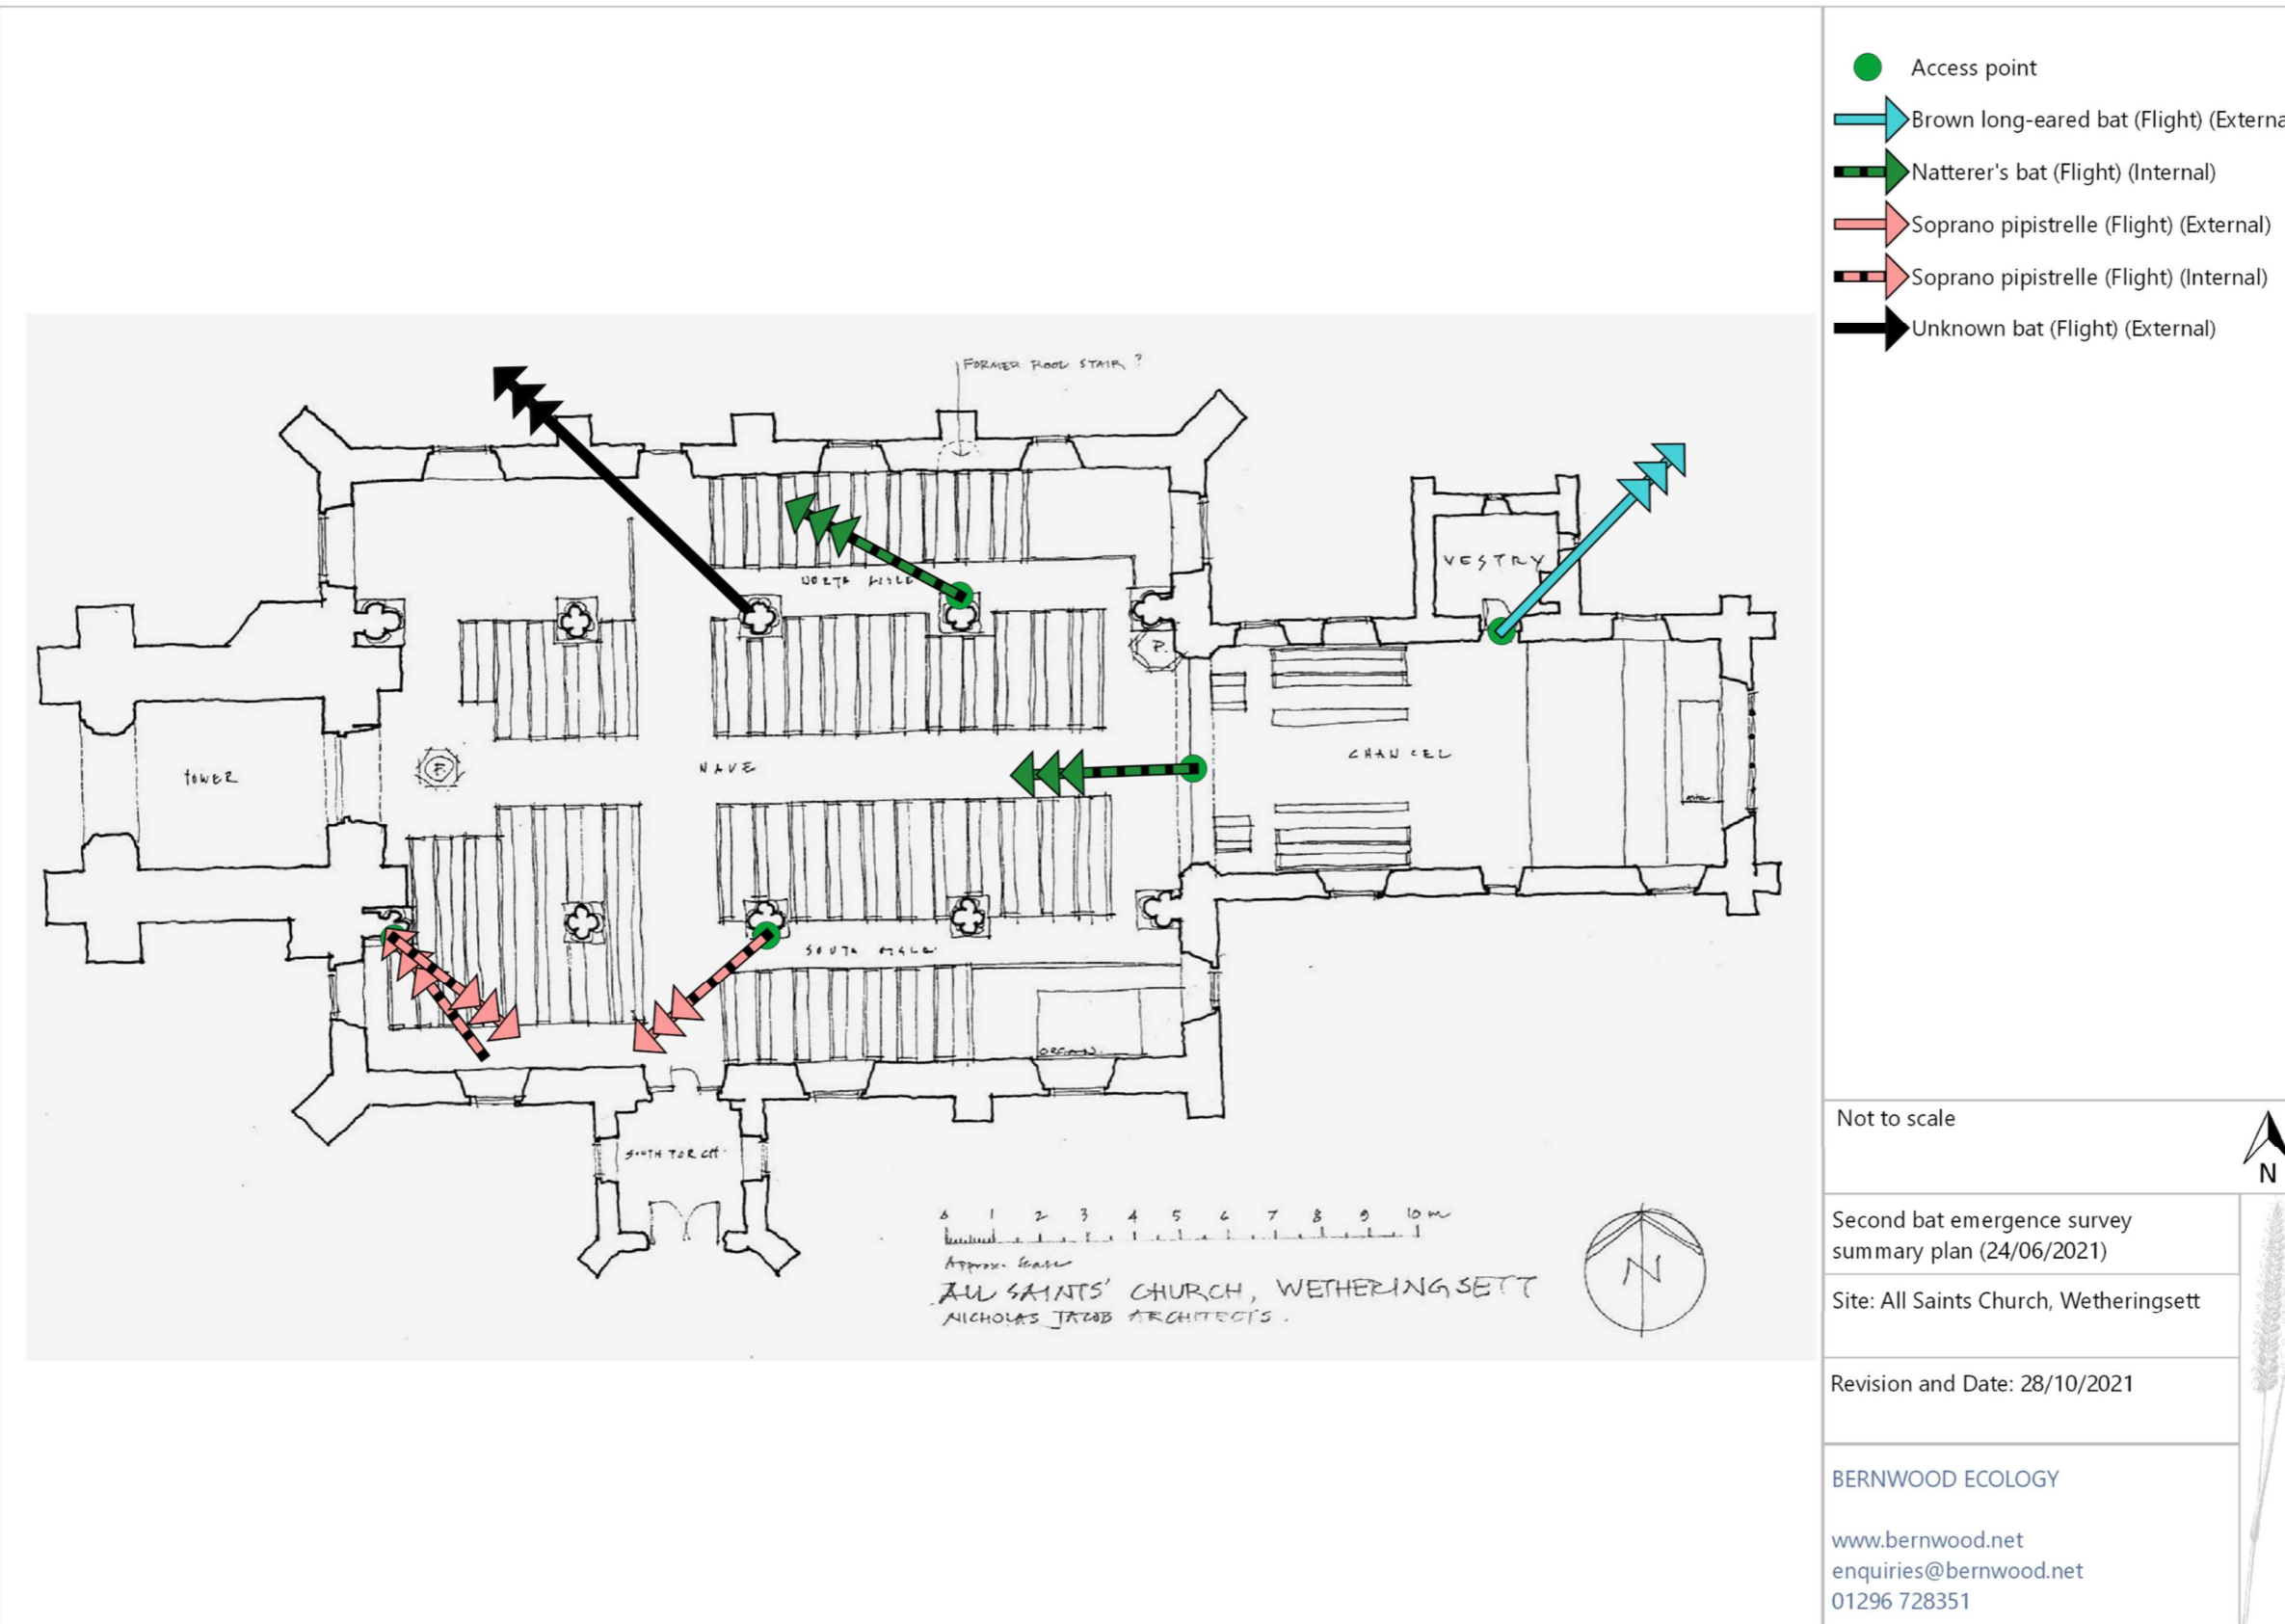 Access point
Brown long-eared bat (Flight) (Externa
Natterer's bat (Flight) (Internal)
Soprano pipistrelle (Flight) (External)
Soprano pipistrelle (Flight) (Internal)
Unknown bat (Flight) (External)
FORMER ROOD STAIR ?
VESTRY
NORTH AISLE
P.
CHANCEL
NAVE
F.
TOWER
SOUTH AISLE
ORGAN.
SOUTH PORCH
0 1 2 3 4 5 6 7 8 9 10 m
Approx. Scale
ALL SAINTS' CHURCH, WETHERINGSETT
NICHOLAS JACOB ARCHITECTS.
N
Not to scale
N
Second bat emergence survey
summary plan (24/06/2021)
Site: All Saints Church, Wetheringsett
Revision and Date: 28/10/2021
BERNWOOD ECOLOGY
www.bernwood.net
enquiries@bernwood.net
01296 728351